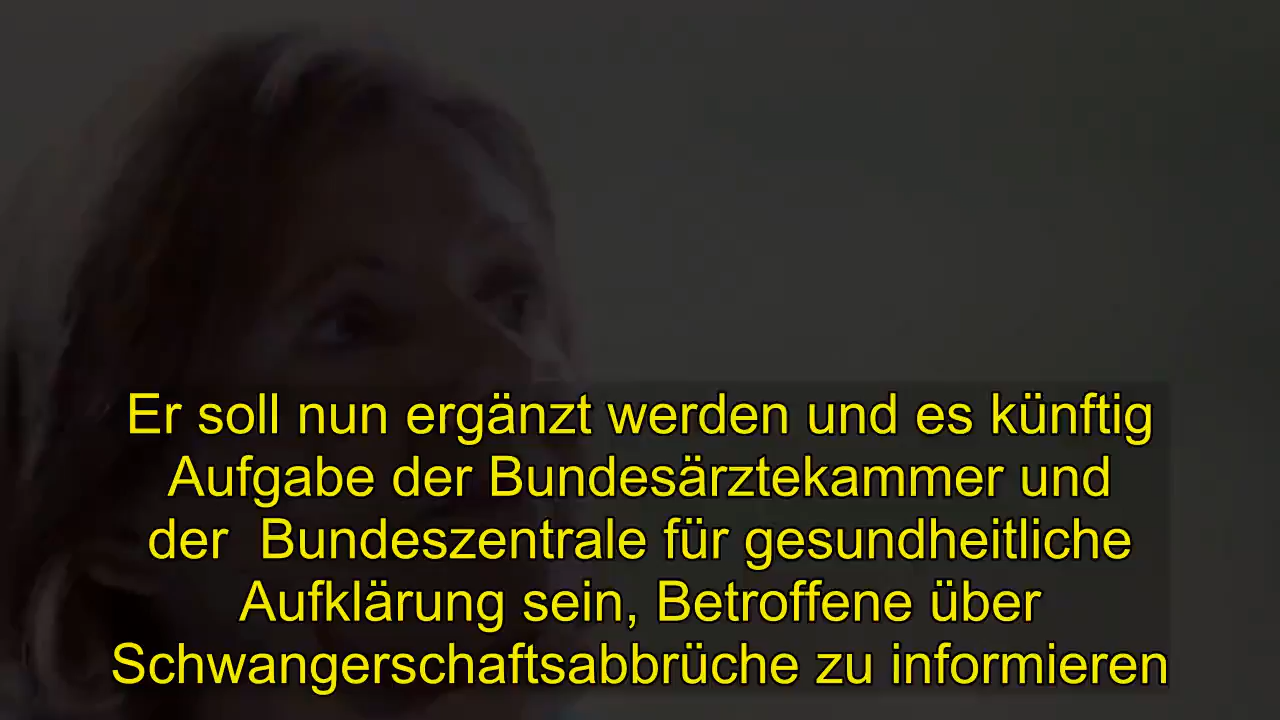 Er soll nun ergänzt werden und es künftig
Aufgabe der Bundesärztekammer und
der  Bundeszentrale für gesundheitliche
Aufklärung sein, Betroffene über
Schwangerschaftsabbrüche zu informieren